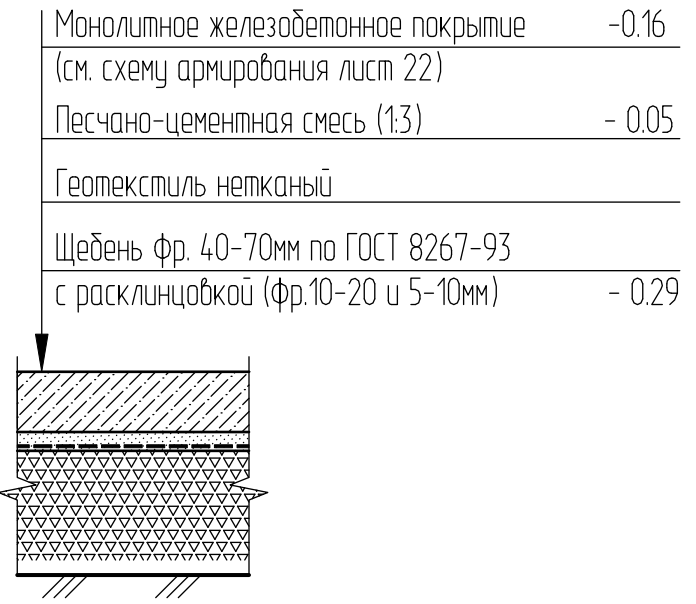 Монолитное железобетонное покрытие -0.16
(см. схему армирования лист 22)
Песчано-цементная смесь (1:3) - 0.05
Геотекстиль нетканый
Щебень фр. 40-70мм по ГОСТ 8267-93
с расклинцовкой (фр.10-20 и 5-10мм) - 0.29